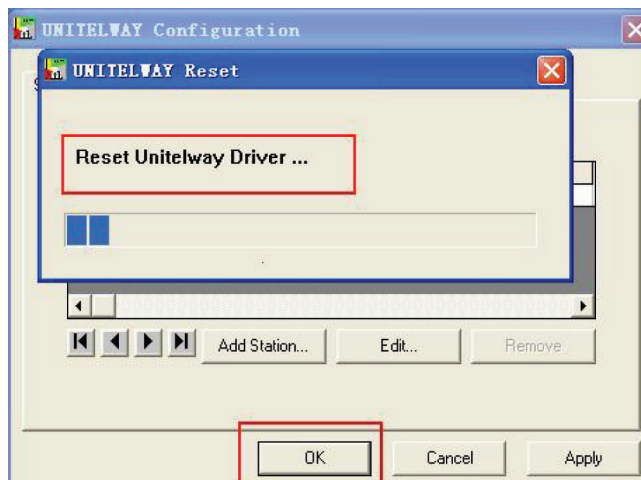 UNITELWAY Configuration
UNITELWAY Reset
Reset Unitelway Driver ...
Add Station...
Edit...
Remove
OK
Cancel
Apply